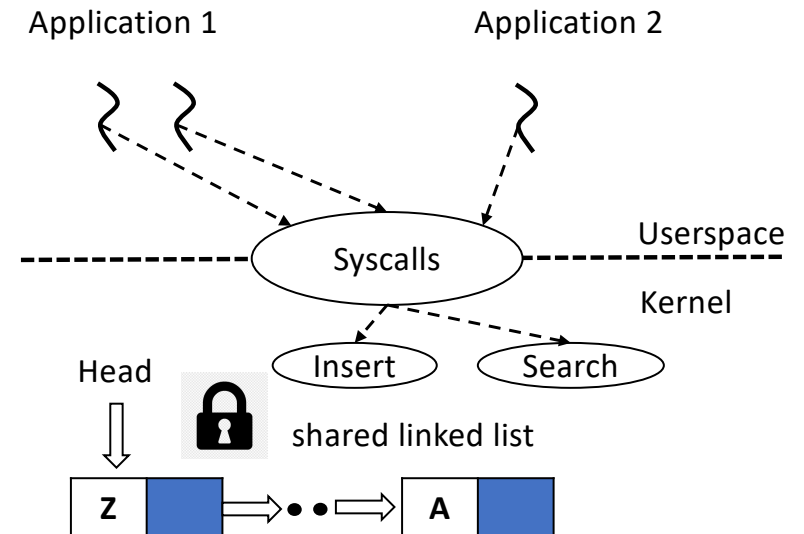 Application 1
Application 2
Syscalls
Userspace
Kernel
Insert
Search
Head
shared linked list
Z
A